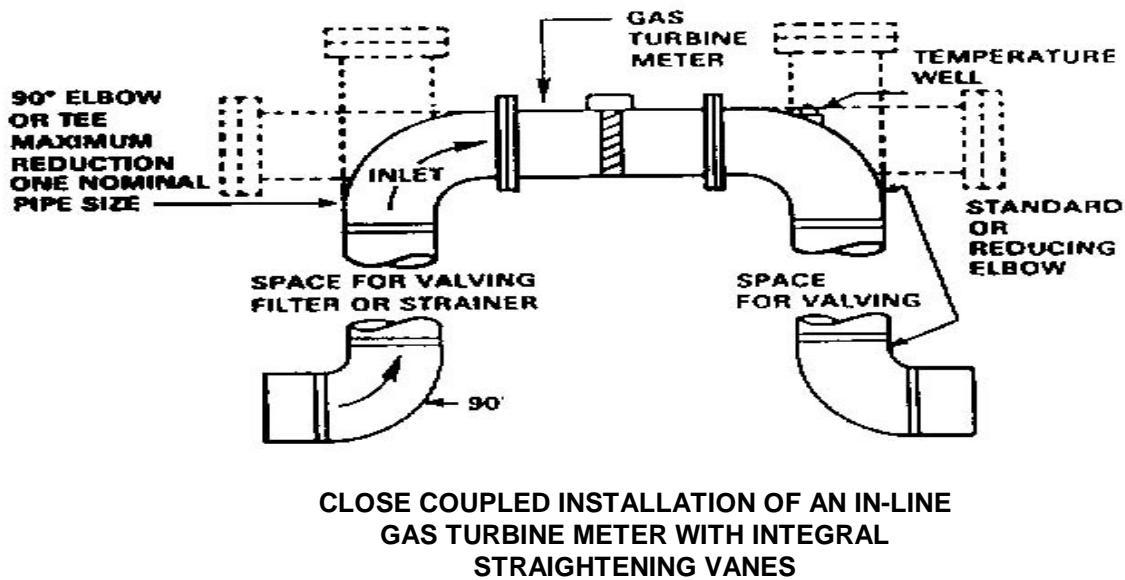 GAS
TURBINE
METER
TEMPERATURE
WELL
90° ELBOW
OR TEE
MAXIMUM
REDUCTION
ONE NOMINAL
PIPE SIZE
INLET
STANDARD
OR
REDUCING
ELBOW
SPACE FOR VALVING
FILTER OR STRAINER
SPACE
FOR VALVING
90'
CLOSE COUPLED INSTALLATION OF AN IN-LINE
GAS TURBINE METER WITH INTEGRAL
STRAIGHTENING VANES